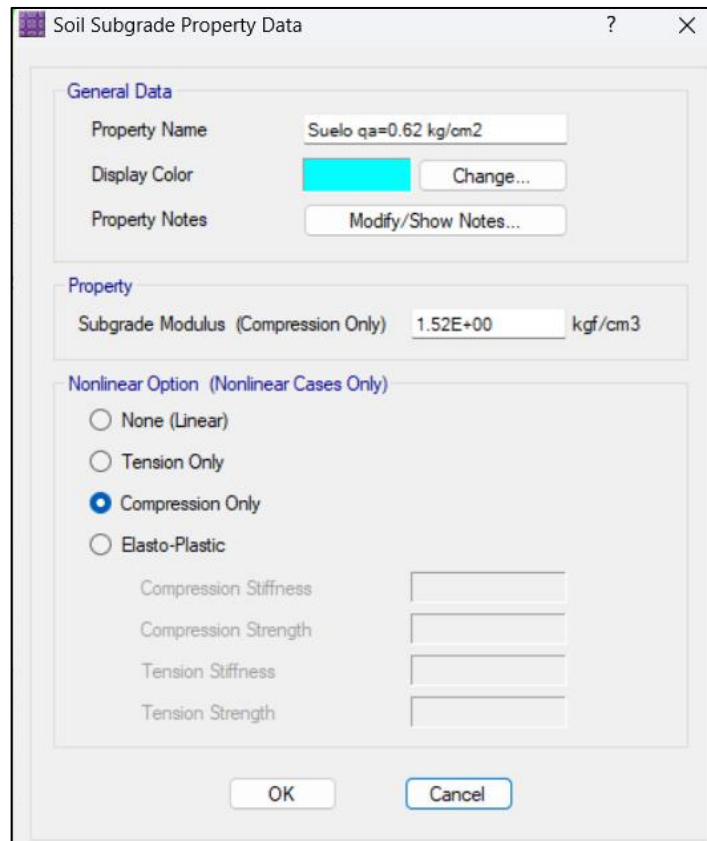 Soil Subgrade Property Data ? X
General Data
Property Name Suelo qa=0.62 kg/cm2
Display Color Change...
Property Notes Modify/Show Notes...
Property
Subgrade Modulus (Compression Only) 1.52E+00 kgf/cm3
Nonlinear Option (Nonlinear Cases Only)
None (Linear)
Tension Only
Compression Only
Elasto-Plastic
Compression Stiffness
Compression Strength
Tension Stiffness
Tension Strength
OK Cancel